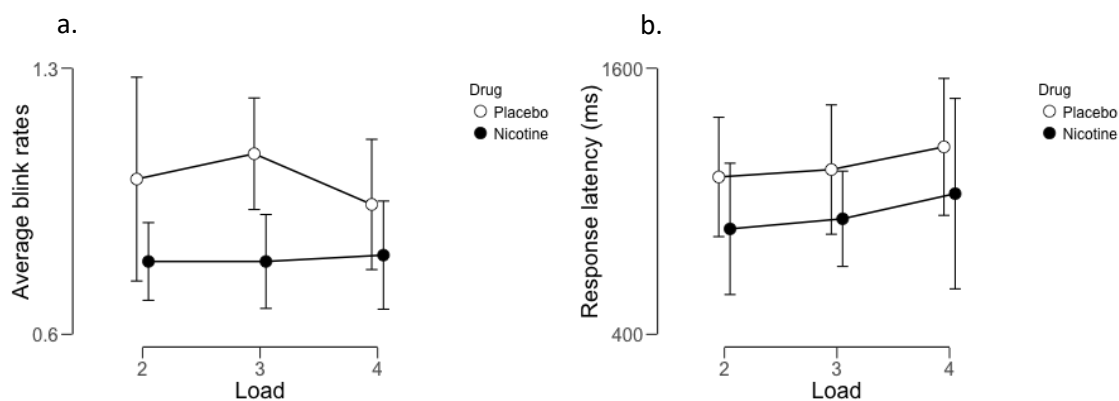 a.
1.3
0.6
Average blink rates
2 3 4
Load
Drug
Placebo
Nicotine
b.
1600
400
Response latency (ms)
2 3 4
Load
Drug
Placebo
Nicotine